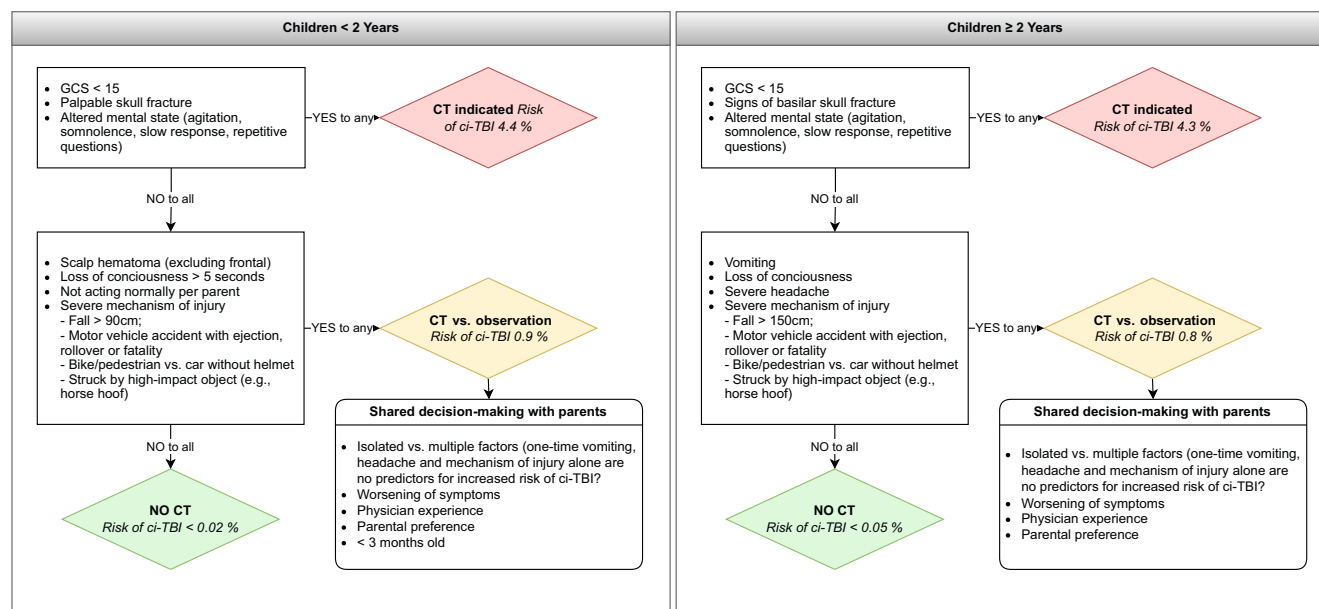 Children < 2 Years
• GCS < 15
• Palpable skull fracture
• Altered mental state (agitation,
somnolence, slow response, repetitive
questions)
YES to any
CT indicated Risk
of ci-TBI 4.4 %
NO to all
• Scalp hematoma (excluding frontal)
• Loss of conciousness > 5 seconds
• Not acting normally per parent
• Severe mechanism of injury
- Fall > 90cm;
- Motor vehicle accident with ejection,
rollover or fatality
- Bike/pedestrian vs. car without helmet
- Struck by high-impact object (e.g.,
horse hoof)
YES to any
CT vs. observation
Risk of ci-TBI 0.9 %
Shared decision-making with parents
• Isolated vs. multiple factors (one-time vomiting,
headache and mechanism of injury alone are
no predictors for increased risk of ci-TBI?
• Worsening of symptoms
• Physician experience
• Parental preference
• < 3 months old
NO to all
NO CT
Risk of ci-TBI < 0.02 %
Children ≥ 2 Years
• GCS < 15
• Signs of basilar skull fracture
• Altered mental state (agitation,
somnolence, slow response, repetitive
questions)
YES to any
CT indicated
Risk of ci-TBI 4.3 %
NO to all
• Vomiting
• Loss of conciousness
• Severe headache
• Severe mechanism of injury
- Fall > 150cm;
- Motor vehicle accident with ejection,
rollover or fatality
- Bike/pedestrian vs. car without helmet
- Struck by high-impact object (e.g.,
horse hoof)
YES to any
CT vs. observation
Risk of ci-TBI 0.8 %
Shared decision-making with parents
• Isolated vs. multiple factors (one-time vomiting,
headache and mechanism of injury alone are
no predictors for increased risk of ci-TBI?
• Worsening of symptoms
• Physician experience
• Parental preference
NO to all
NO CT
Risk of ci-TBI < 0.05 %